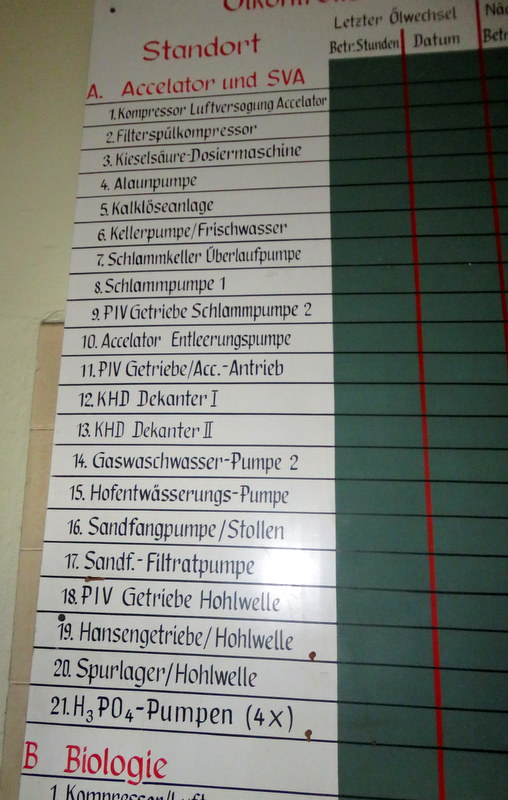 Letzter Ölwechsel
Standort
Betr.Stunden
Datum
Betr
A. Accelator und SVA
1. Kompressor Luftversogung Accelator
2. Filterspülkompressor
3. Kieselsäure-Dosiermaschine
4. Alaunpumpe
5. Kalklöseanlage
6. Kellerpumpe/Frischwasser
7. Schlammkeller Überlaufpumpe
8. Schlammpumpe 1
9. PIV Getriebe Schlammpumpe 2
10. Accelator Entleerungspumpe
11. PIV Getriebe/Acc.-Antrieb
12. KHD Dekanter I
13. KHD Dekanter II
14. Gaswaschwasser-Pumpe 2
15. Hofentwässerungs-Pumpe
16. Sandfangpumpe/Stollen
17. Sandf.-Filtratpumpe
18. PIV Getriebe Hohlwelle
19. Hansengetriebe/Hohlwelle
20. Spurlager/Hohlwelle
21. H₃PO₄-Pumpen (4x)
B Biologie
1. Kompressor/Luft